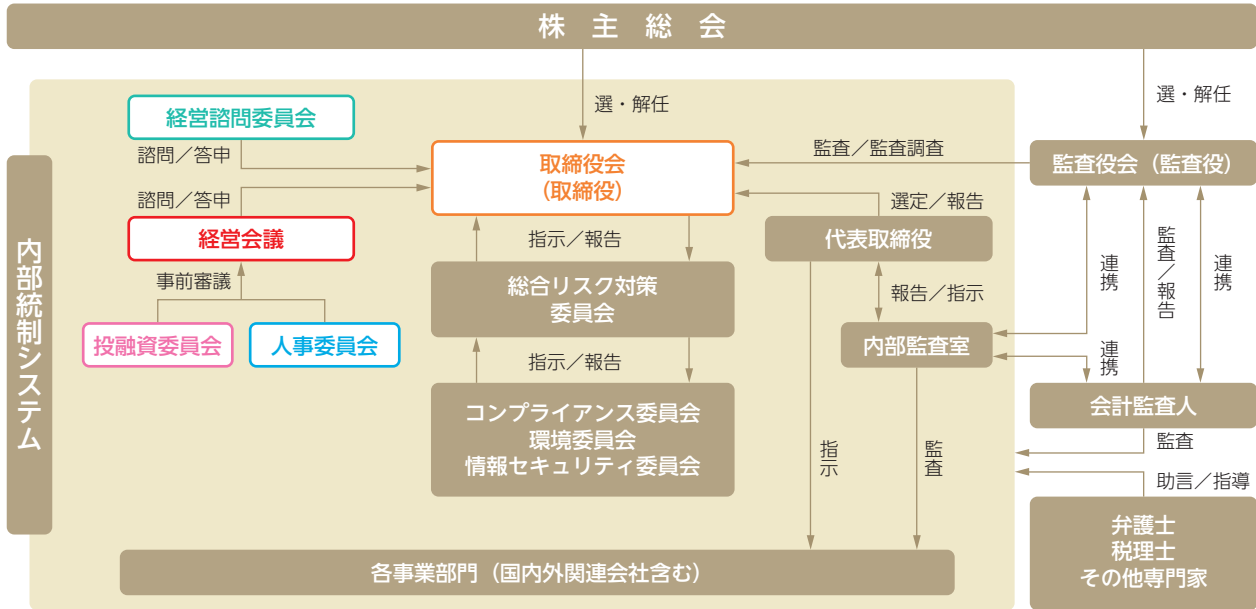 株主総会
選・解任
選・解任
経営諮問委員会
諮問／答申
取締役会
（取締役）
監査／監査調査
監査役会（監査役）
諮問／答申
選定／報告
経営会議
指示／報告
代表取締役
内部統制システム
事前審議
総合リスク対策
委員会
報告／指示
連携
監査／報告
連携
投融資委員会
人事委員会
内部監査室
指示／報告
連携
コンプライアンス委員会
環境委員会
情報セキュリティ委員会
会計監査人
指示
監査
監査
助言／指導
弁護士
税理士
その他専門家
各事業部門（国内外関連会社含む）